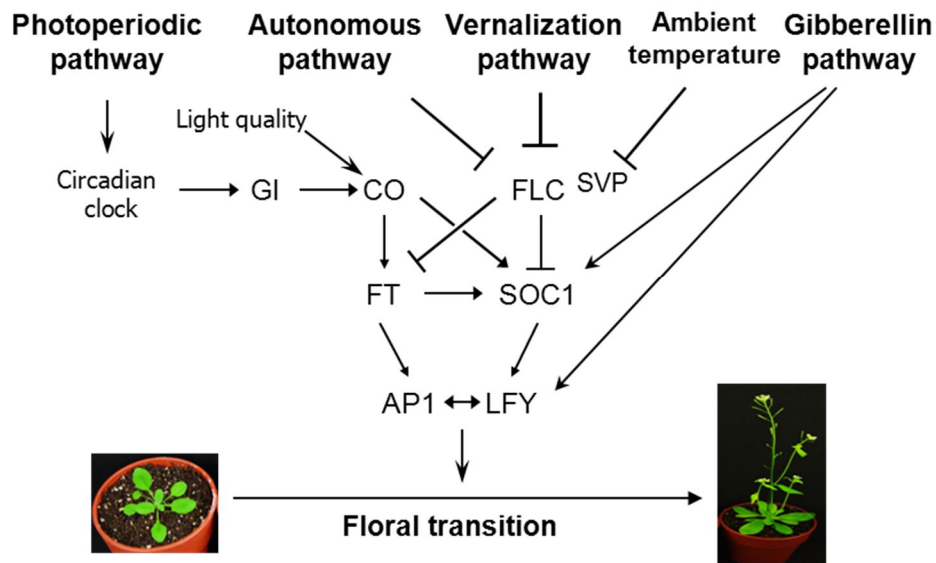 Photoperiodic
pathway
Autonomous
pathway
Vernalization
pathway
Ambient
temperature
Gibberellin
pathway
Light quality
Circadian
clock
GI
CO
FLC
SVP
FT
SOC1
AP1
LFY
Floral transition